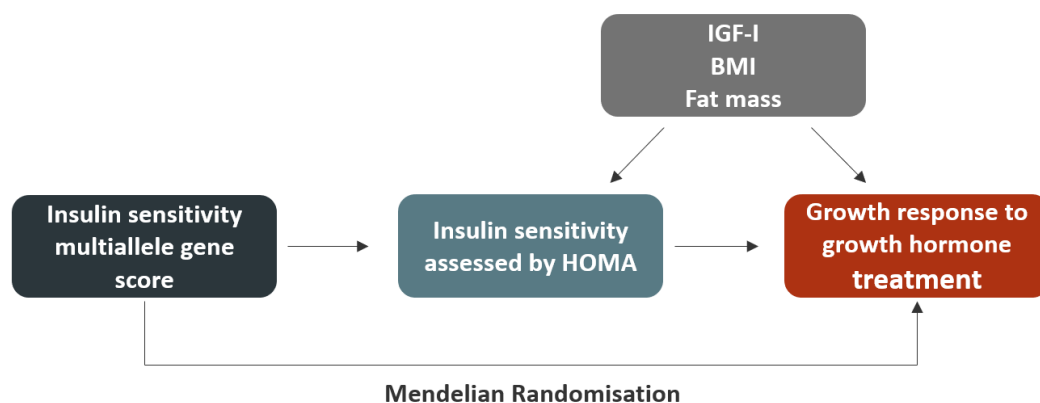 IGF-I
BMI
Fat mass
Insulin sensitivity
multiallele gene
score
Insulin sensitivity
assessed by HOMA
Growth response to
growth hormone
treatment
Mendelian Randomisation